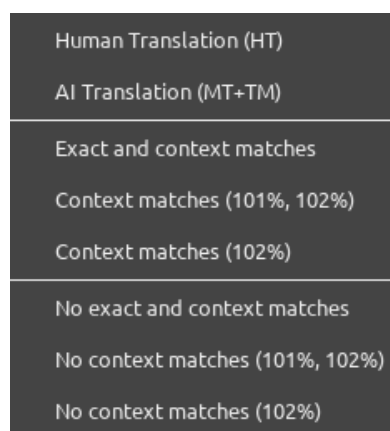 Human Translation (HT)
AI Translation (MT+TM)
Exact and context matches
Context matches (101%, 102%)
Context matches (102%)
No exact and context matches
No context matches (101%, 102%)
No context matches (102%)